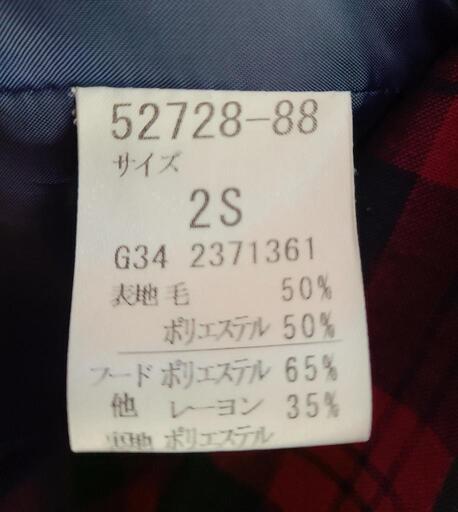 52728-88
サイズ
2S
G34 2371361
表地 毛 50%
ポリエステル 50%
フード ポリエステル 65%
他 レーヨン 35%
裏地 ポリエステル